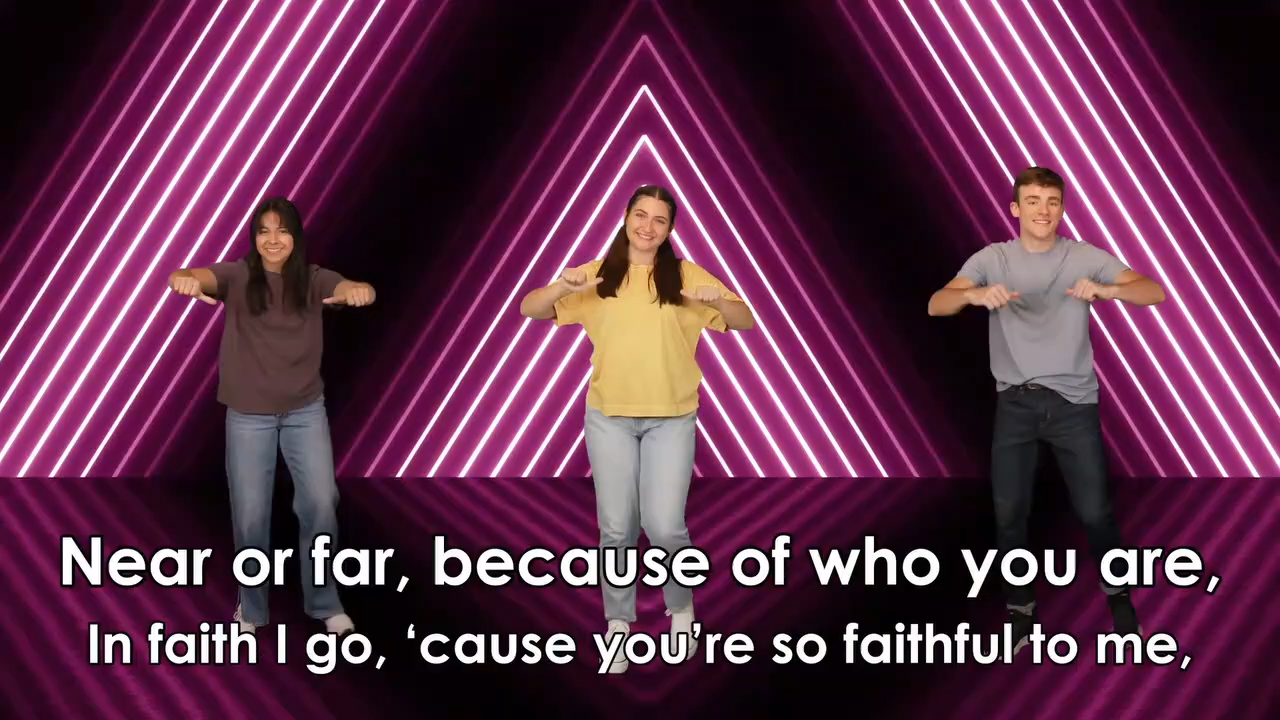 Near or far, because of who you are,
In faith I go, ‘cause you’re so faithful to me,